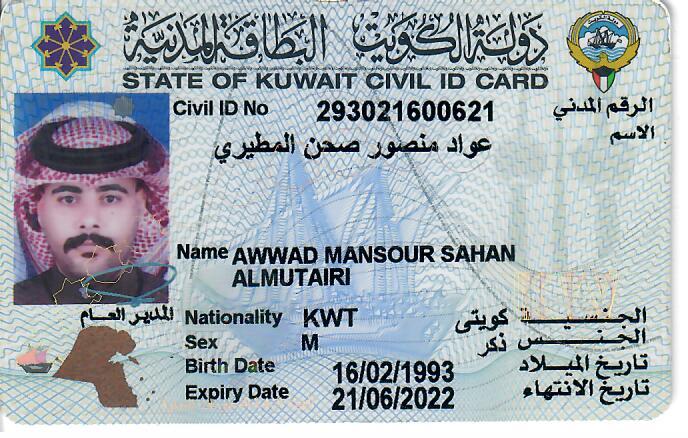 دولة الكويت البطاقة المدنية
STATE OF KUWAIT CIVIL ID CARD
Civil ID No 293021600621 الرقم المدني
الاسم
عواد منصور صحن المطيري
Name AWWAD MANSOUR SAHAN
ALMUTAIRI
المدير العام
Nationality KWT كويتى الجنسية
Sex M ذكر الجنس
Birth Date 16/02/1993 تاريخ الميلاد
Expiry Date 21/06/2022 تاريخ الانتهاء